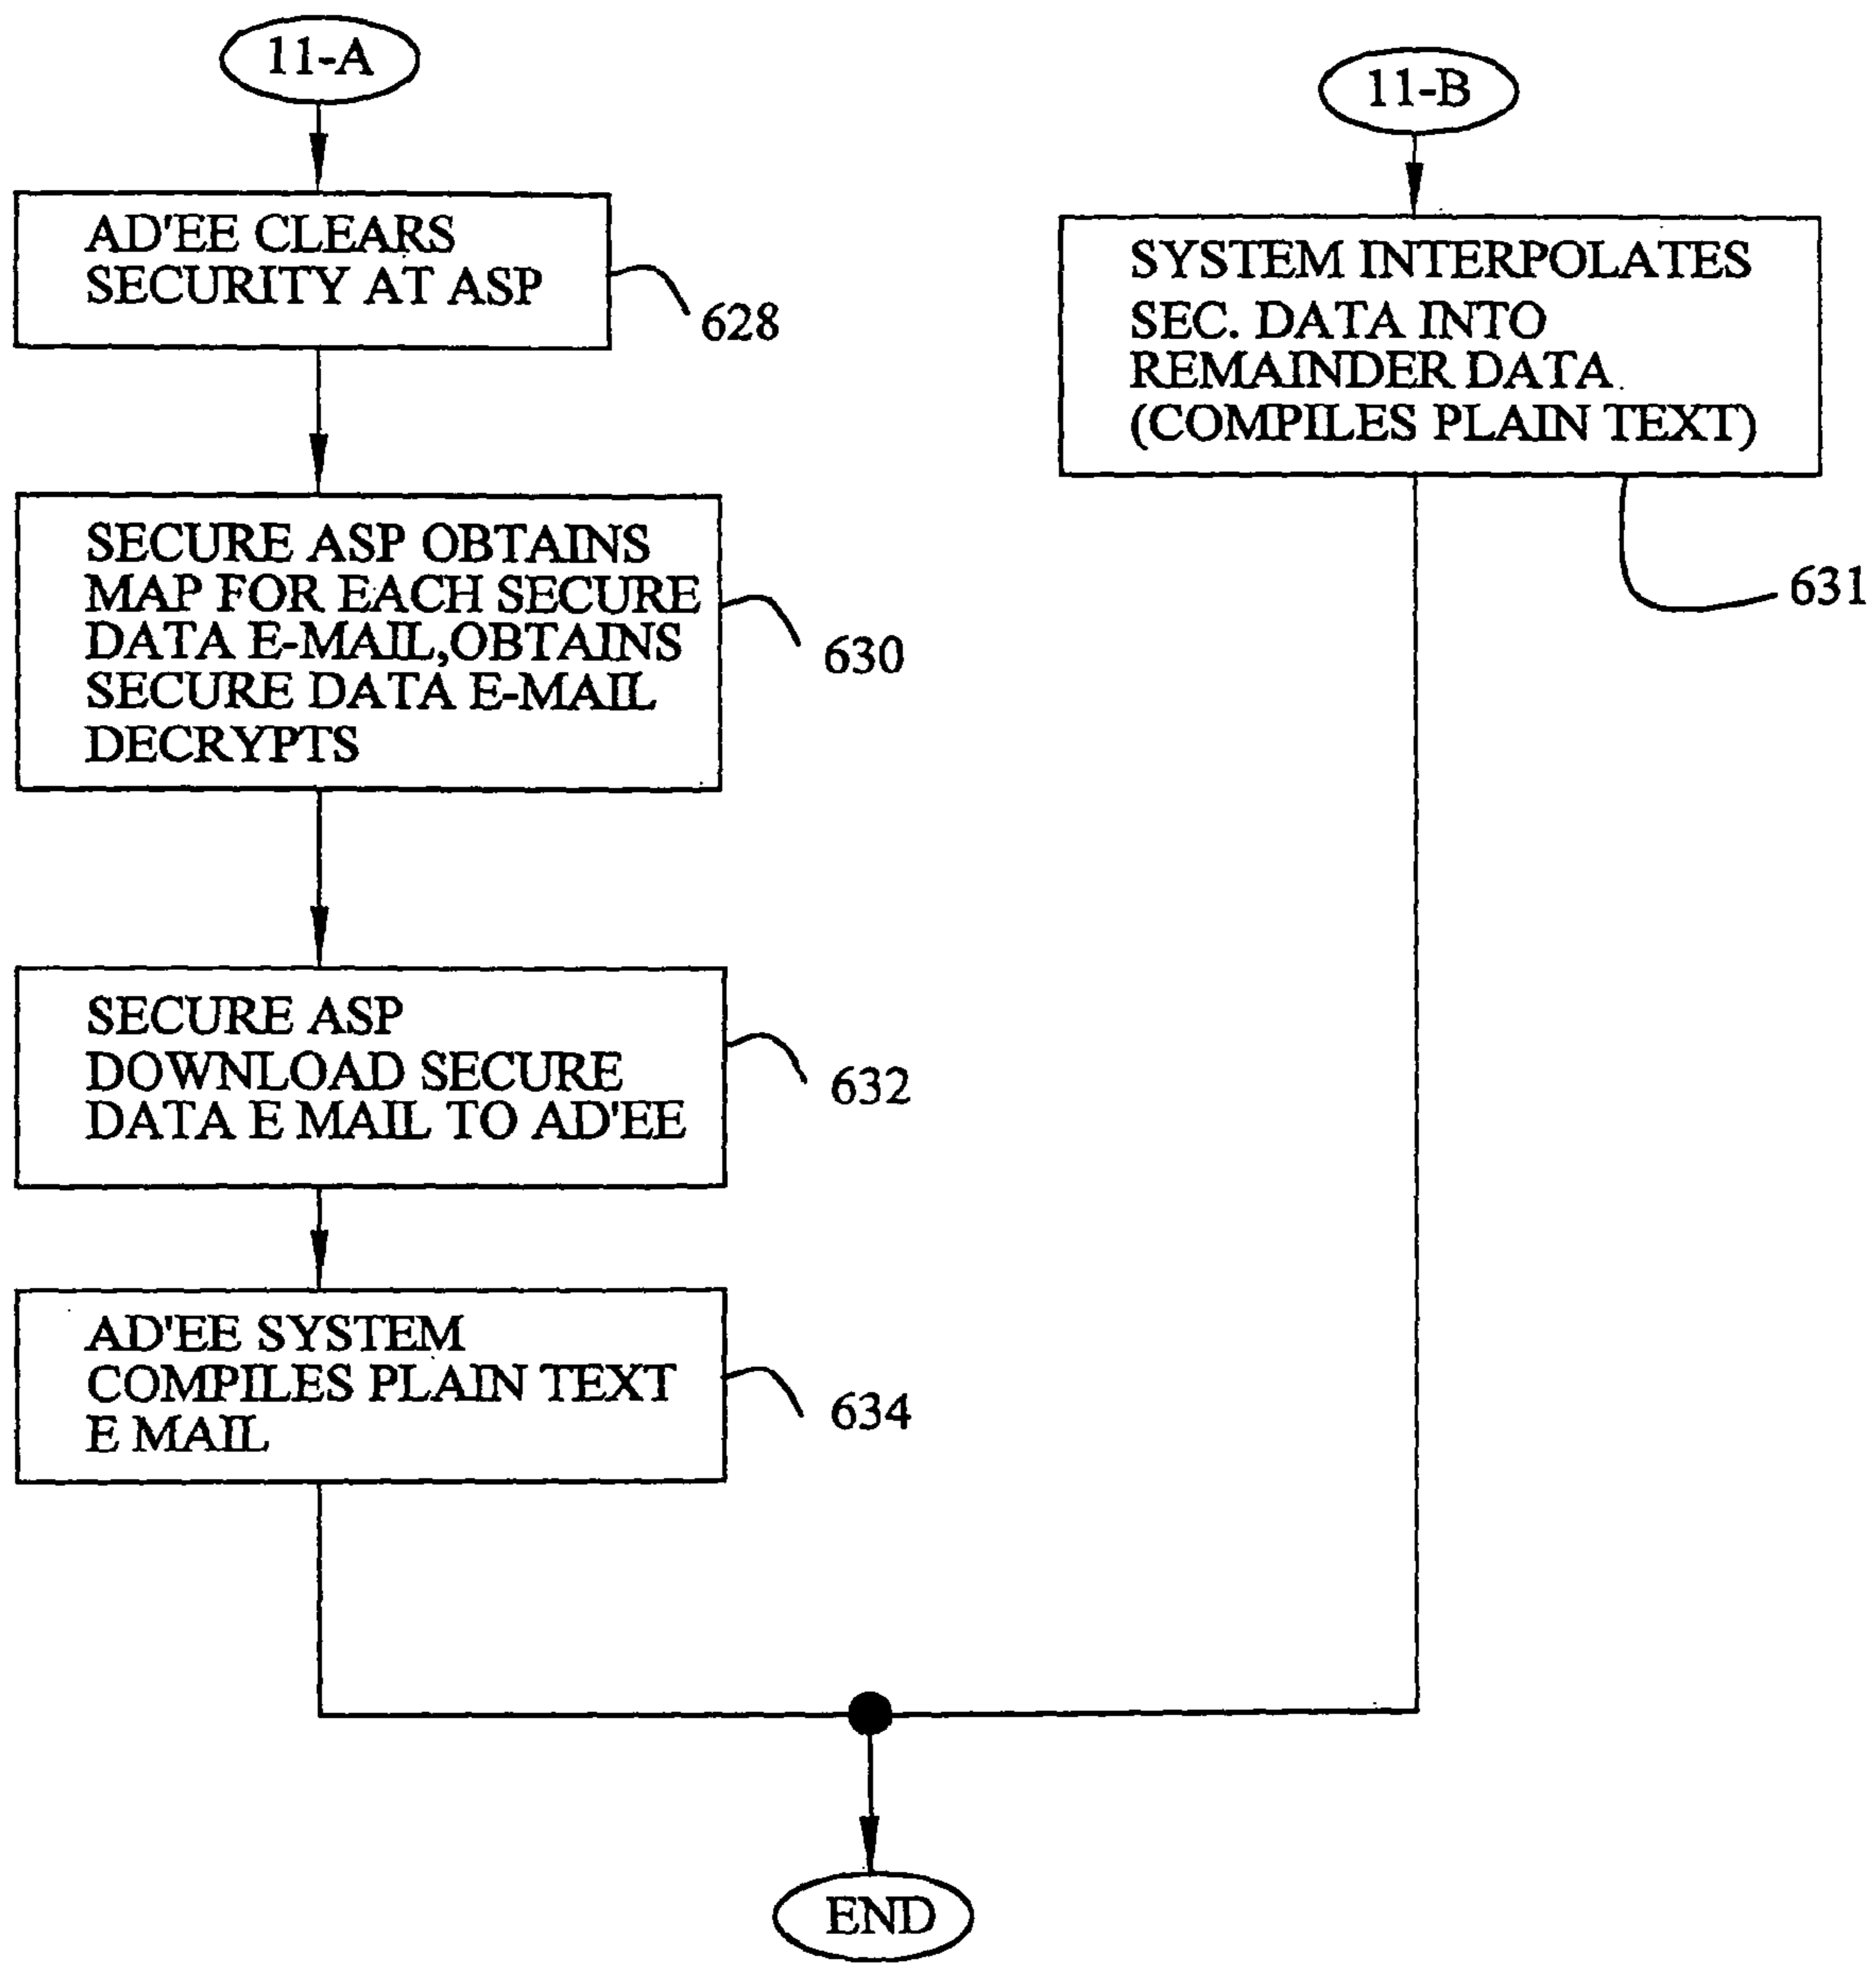 11-A
AD'EE CLEARS
SECURITY AT ASP
628
SECURE ASP OBTAINS
MAP FOR EACH SECURE
DATA E-MAIL,OBTAINS
SECURE DATA E-MAIL
DECRYPTS
630
SECURE ASP
DOWNLOAD SECURE
DATA E MAIL TO AD'EE
632
AD'EE SYSTEM
COMPILES PLAIN TEXT
E MAIL
634
11-B
SYSTEM INTERPOLATES
SEC. DATA INTO
REMAINDER DATA
(COMPILES PLAIN TEXT)
631
END